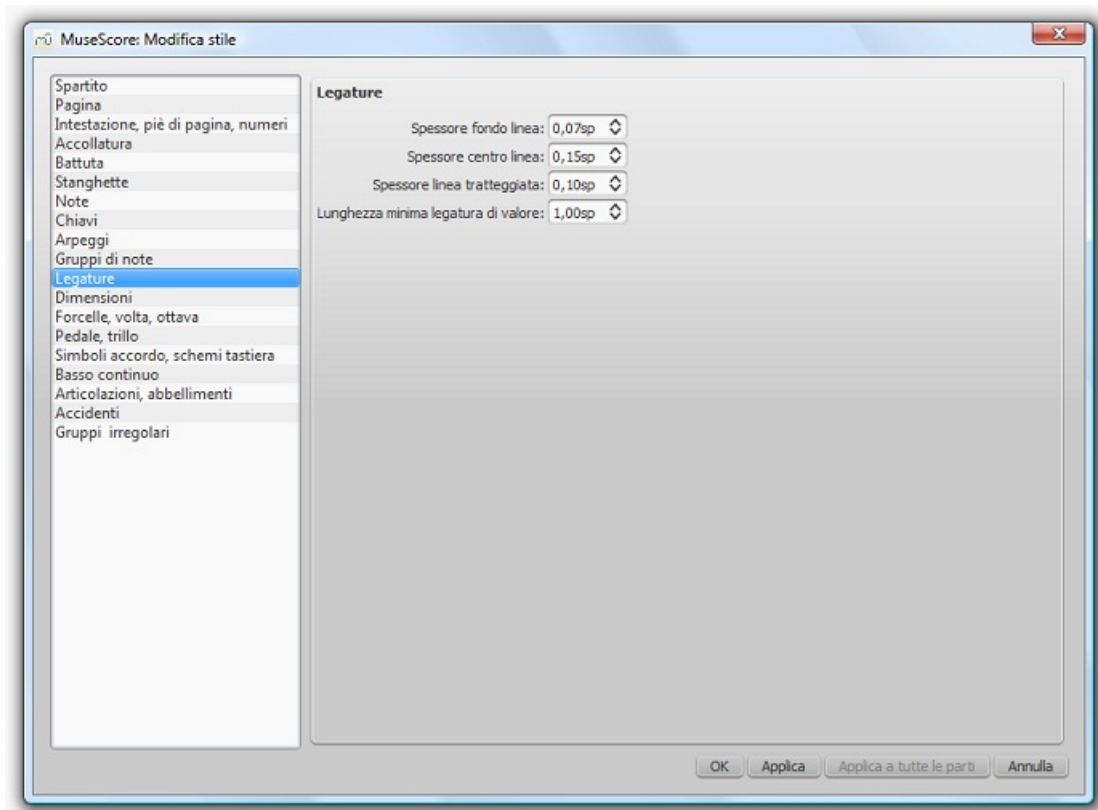 MuseScore: Modifica stile
Spartito
Pagina
Intestazione, piè di pagina, numeri
Accollatura
Battuta
Stanghette
Note
Chiavi
Arpeggi
Gruppi di note
Legature
Dimensioni
Forcelle, volta, ottava
Pedale, trillo
Simboli accordo, schemi tastiera
Basso continuo
Articolazioni, abbellimenti
Accidenti
Gruppi irregolari
Legature
Spessore fondo linea: 0,07sp
Spessore centro linea: 0,15sp
Spessore linea tratteggiata: 0,10sp
Lunghezza minima legatura di valore: 1,00sp
OK Applica Applica a tutte le parti Annulla